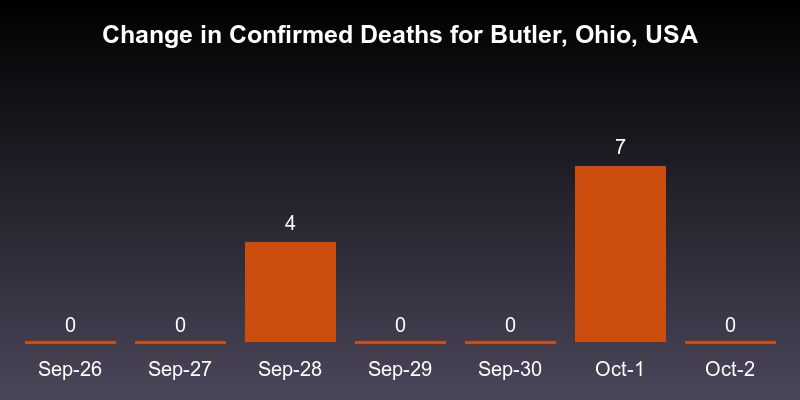 Change in Confirmed Deaths for Butler, Ohio, USA
7
4
0 0 0 0 0
Sep-26 Sep-27 Sep-28 Sep-29 Sep-30 Oct-1 Oct-2